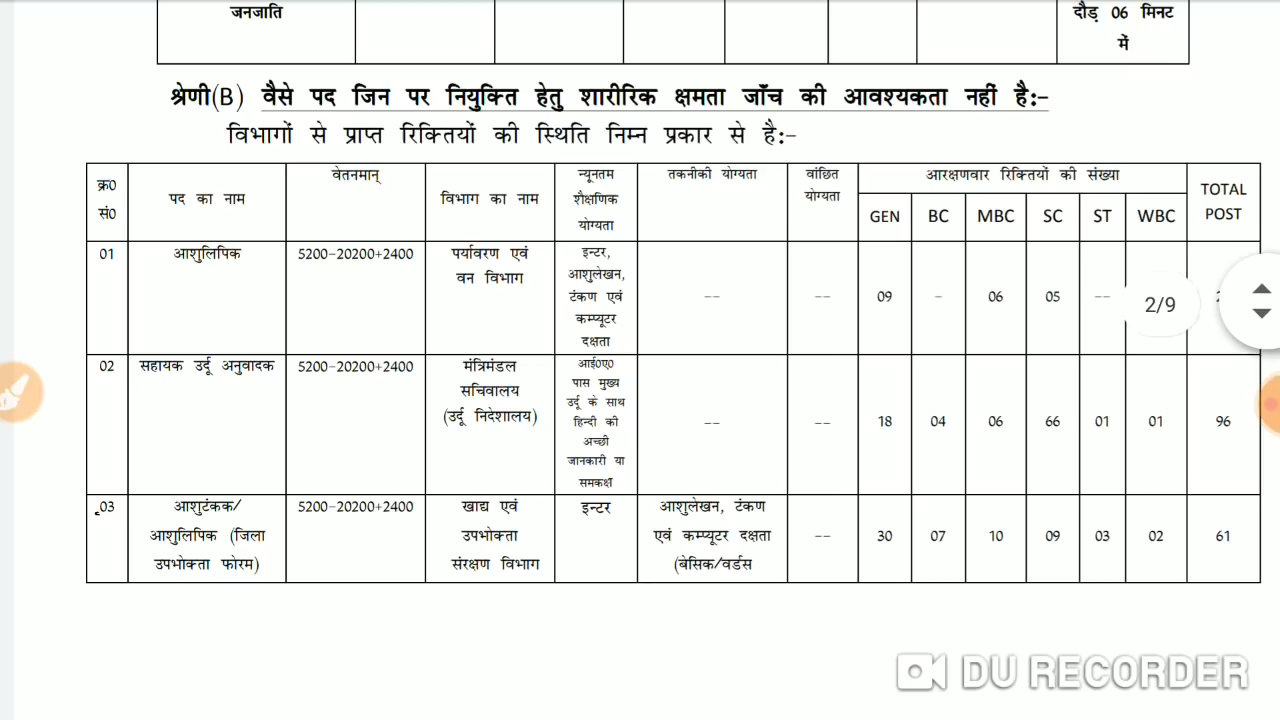 जनजाति
दौड़ 06 मिनट
में
श्रेणी(B) वैसे पद जिन पर नियुक्ति हेतु शारीरिक क्षमता जाँच की आवश्यकता नहीं है:-
विभागों से प्राप्त रिक्तियों की स्थिति निम्न प्रकार से है:-
क्र0 सं0
पद का नाम
वेतनमान्
विभाग का नाम
न्यूनतम शैक्षणिक योग्यता
तकनीकी योग्यता
वांछित योग्यता
आरक्षणवार रिक्तियों की संख्या
GEN BC MBC SC ST WBC
TOTAL POST
01
आशुलिपिक
5200-20200+2400
पर्यावरण एवं
वन विभाग
इन्टर,
आशुलेखन,
टंकण एवं
कम्प्यूटर
दक्षता
-- -- 09 - 06 05 --
2/9
02
सहायक उर्दू अनुवादक
5200-20200+2400
मंत्रिमंडल
सचिवालय
(उर्दू निदेशालय)
आई0ए0
पास मुख्य
उर्दू के साथ
हिन्दी की
अच्छी
जानकारी या
समकक्ष
-- -- 18 04 06 66 01 01 96
03
आशुटंकक/
आशुलिपिक (जिला
उपभोक्ता फोरम)
5200-20200+2400
खाद्य एवं
उपभोक्ता
संरक्षण विभाग
इन्टर
आशुलेखन, टंकण
एवं कम्प्यूटर दक्षता
(बेसिक/वर्डस
-- 30 07 10 09 03 02 61
DU RECORDER